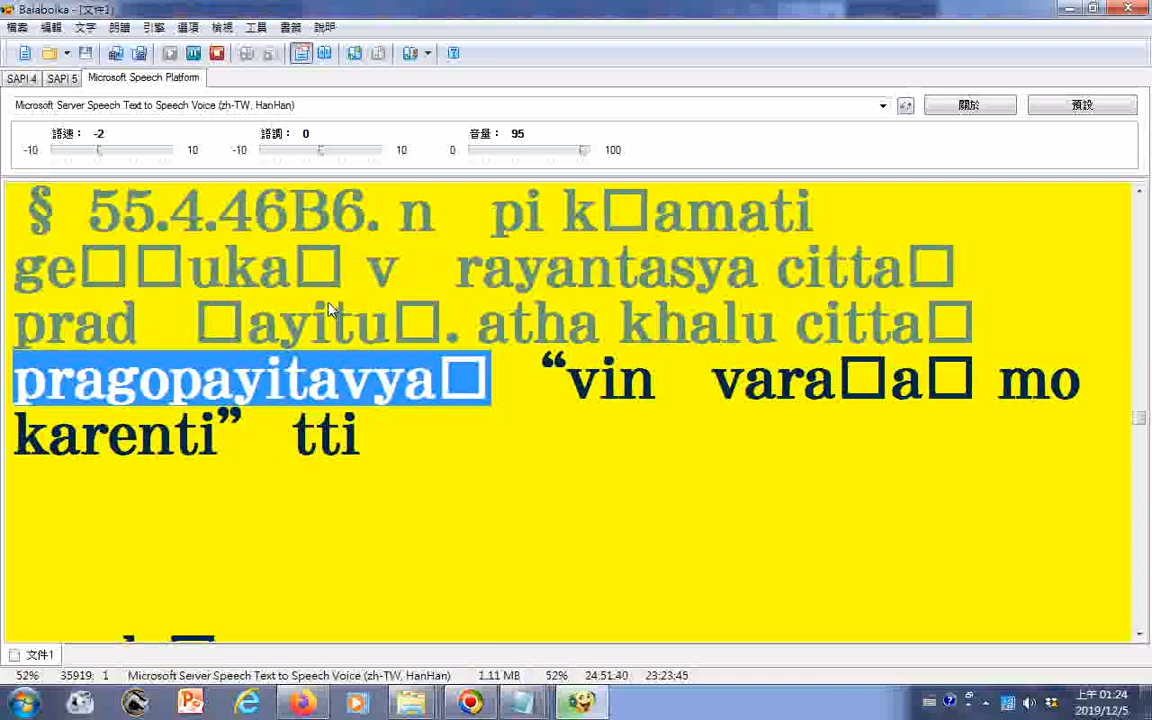 Balabolka - [文件1]
檔案 編輯 文字 朗讀 引擎 選項 檢視 工具 書籤 說明
SAPI 4 SAPI 5 Microsoft Speech Platform
Microsoft Server Speech Text to Speech Voice (zh-TW, HanHan) 關於 預設
語速： -2 語調： 0 音量： 95
-10 10 -10 10 0 100
§ 55.4.46B6. n pi k□amati
ge□□uka□ v rayantasya citta□
prad □ayitu□. atha khalu citta□
pragopayitavya□ “vin vara□a□ mo
karenti” tti
文件1
52% 35919: 1 Microsoft Server Speech Text to Speech Voice (zh-TW, HanHan) 1.11 MB 52% 24:51:40 23:23:45
上午 01:24
2019/12/5